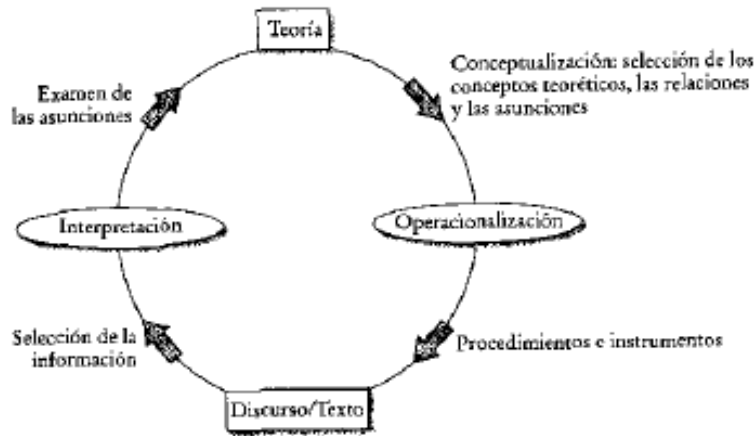 Teoría
Conceptualización: selección de los
conceptos teoréticos, las relaciones
y las asunciones
Examen de
las asunciones
Interpretación
Operacionalización
Selección de la
información
Procedimientos e instrumentos
Discurso/Texto